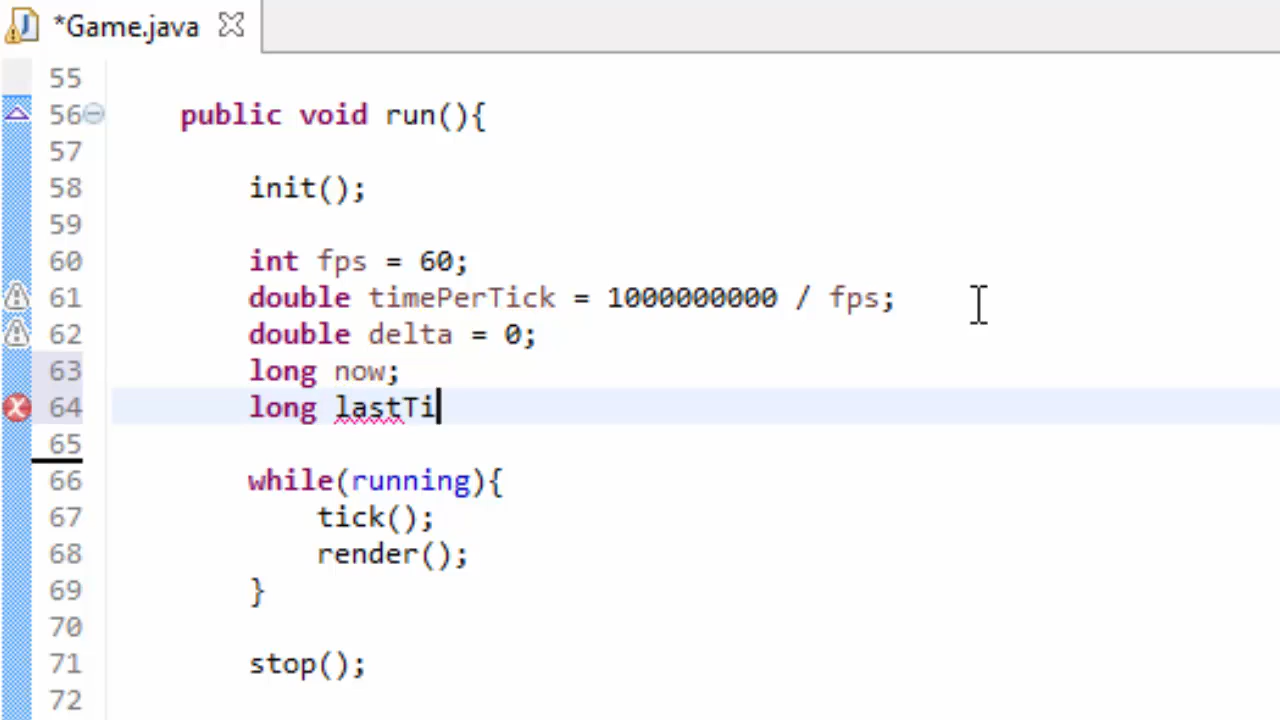 *Game.java
55
56 public void run(){
57
58 init();
59
60 int fps = 60;
61 double timePerTick = 1000000000 / fps;
62 double delta = 0;
63 long now;
64 long lastTi
65
66 while(running){
67 tick();
68 render();
69 }
70
71 stop();
72